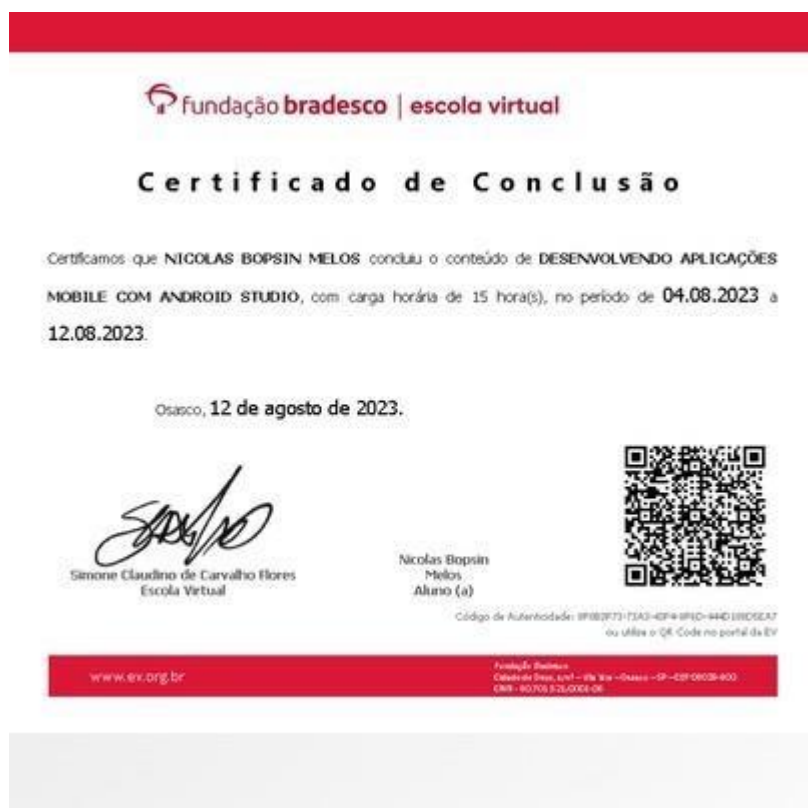 fundação bradesco | escola virtual
Certificado de Conclusão
Certificamos que NICOLAS BOPSIN MELOS concluiu o conteúdo de DESENVOLVENDO APLICAÇÕES
MOBILE COM ANDROID STUDIO, com carga horária de 15 hora(s), no período de 04.08.2023 a
12.08.2023.
Osasco, 12 de agosto de 2023.
Simone Claudino de Carvalho Flores
Escola Virtual
Nicolas Bopsin
Melos
Aluno (a)
Código de Autenticidade:
ou utilize o QR Code no portal da EV
www.ev.org.br
Fundação Bradesco